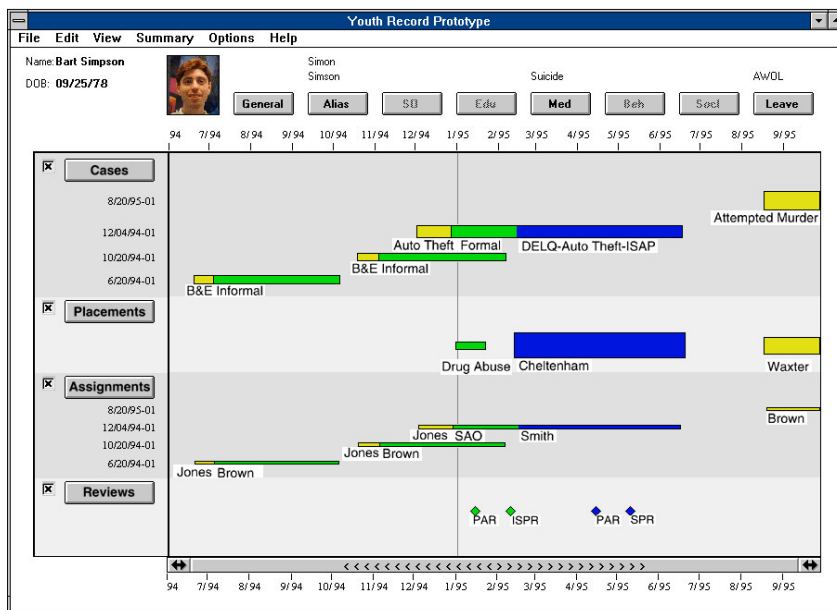 Youth Record Prototype
File Edit View Summary Options Help
Name: Bart Simpson
DOB: 09/25/78
Simon
Simson
Suicide
AWOL
General Alias SO Edu Med Beh Socl Leave
94 7/94 9/94 10/94 11/94 12/94 1/95 2/95 3/95 4/95 5/95 6/95 7/95 8/95 9/95
Cases
8/20/95-01
Attempted Murder
12/04/94-01
Auto Theft Formal DELQ-Auto Theft-ISAP
10/20/94-01
B&E Informal
6/20/94-01
B&E Informal
Placements
Drug Abuse Cheltenham Waxter
Assignments
8/20/95-01
Brown
12/04/94-01
Jones SAO Smith
10/20/94-01
Jones Brown
6/20/94-01
Jones Brown
Reviews
PAR ISPR PAR SPR
94 7/94 8/94 9/94 10/94 11/94 12/94 1/95 2/95 3/95 4/95 5/95 6/95 7/95 8/95 9/95